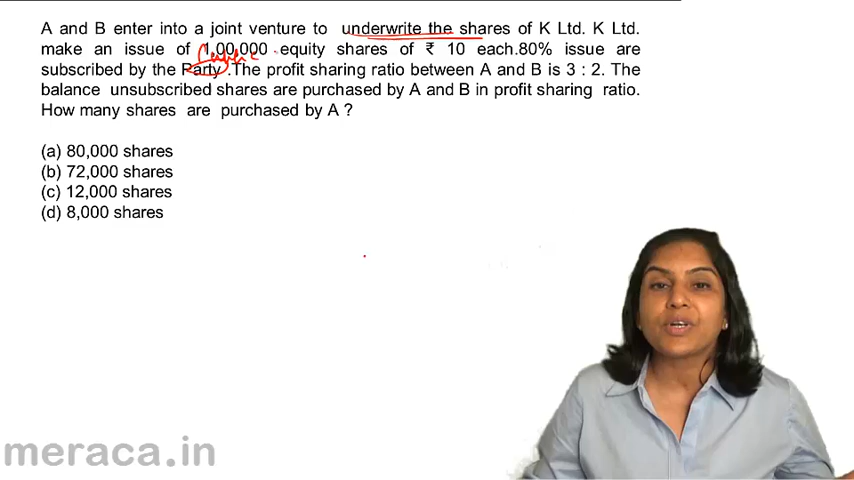 A and B enter into a joint venture to underwrite the shares of K Ltd. K Ltd.
make an issue of 1,00,000 equity shares of ₹ 10 each.80% issue are
Public
subscribed by the Party .The profit sharing ratio between A and B is 3 : 2. The
balance unsubscribed shares are purchased by A and B in profit sharing ratio.
How many shares are purchased by A ?
(a) 80,000 shares
(b) 72,000 shares
(c) 12,000 shares
(d) 8,000 shares
meraca.in